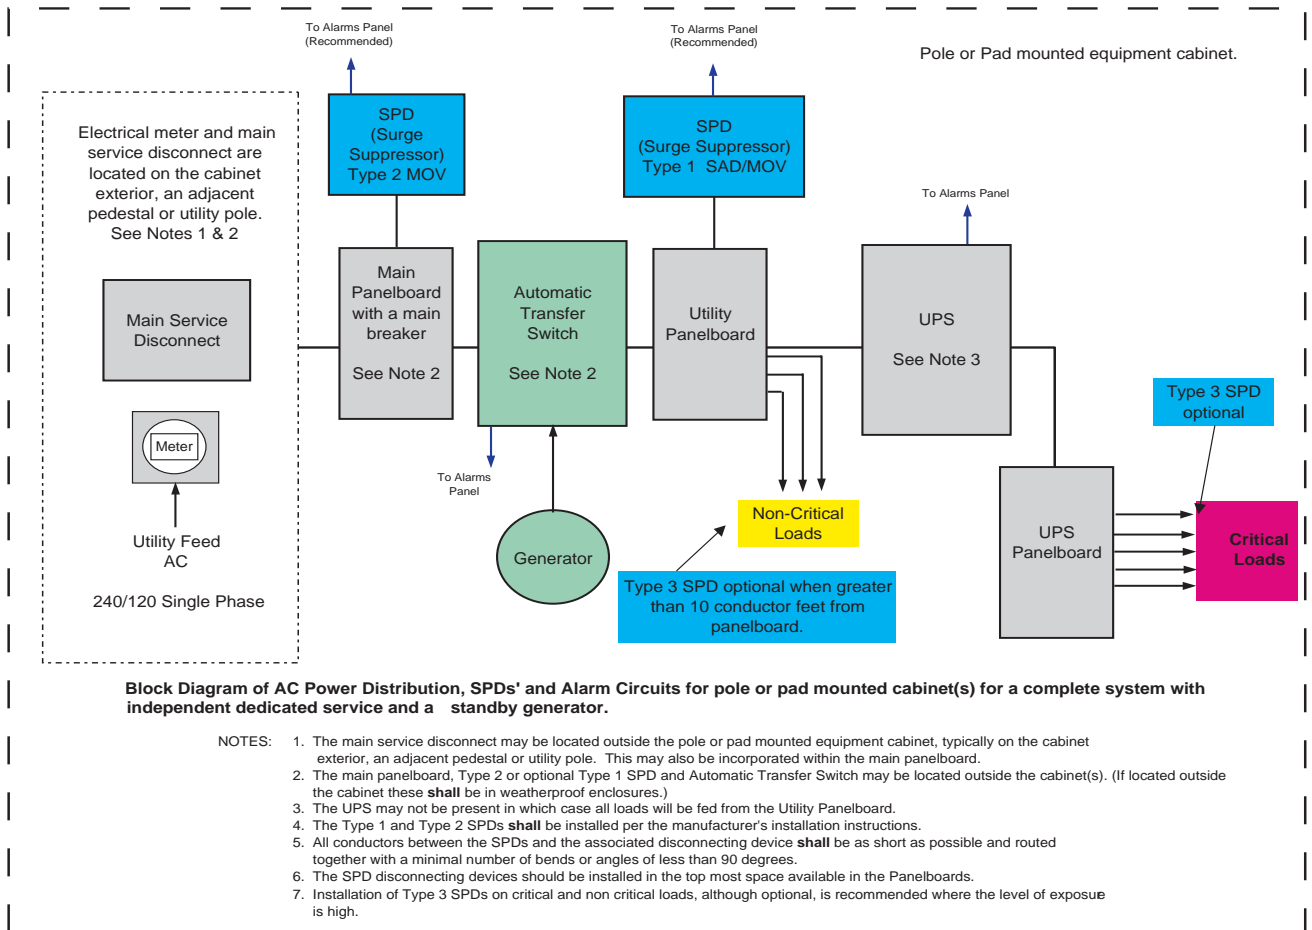 To Alarms Panel
(Recommended)
To Alarms Panel
(Recommended)
Pole or Pad mounted equipment cabinet.
Electrical meter and main
service disconnect are
located on the cabinet
exterior, an adjacent
pedestal or utility pole.
See Notes 1 & 2
SPD
(Surge
Suppressor)
Type 2 MOV
SPD
(Surge Suppressor)
Type 1 SAD/MOV
To Alarms Panel
Main Service
Disconnect
Main
Panelboard
with a main
breaker
See Note 2
Automatic
Transfer
Switch
See Note 2
Utility
Panelboard
UPS
See Note 3
Type 3 SPD
optional
Meter
To Alarms
Panel
Utility Feed
AC
240/120 Single Phase
Generator
Non-Critical
Loads
Type 3 SPD optional when greater
than 10 conductor feet from
panelboard.
UPS
Panelboard
Critical
Loads
Block Diagram of AC Power Distribution, SPDs' and Alarm Circuits for pole or pad mounted cabinet(s) for a complete system with
independent dedicated service and a standby generator.
NOTES: 1. The main service disconnect may be located outside the pole or pad mounted equipment cabinet, typically on the cabinet
exterior, an adjacent pedestal or utility pole. This may also be incorporated within the main panelboard.
2. The main panelboard, Type 2 or optional Type 1 SPD and Automatic Transfer Switch may be located outside the cabinet(s). (If located outside
the cabinet these shall be in weatherproof enclosures.)
3. The UPS may not be present in which case all loads will be fed from the Utility Panelboard.
4. The Type 1 and Type 2 SPDs shall be installed per the manufacturer's installation instructions.
5. All conductors between the SPDs and the associated disconnecting device shall be as short as possible and routed
together with a minimal number of bends or angles of less than 90 degrees.
6. The SPD disconnecting devices should be installed in the top most space available in the Panelboards.
7. Installation of Type 3 SPDs on critical and non critical loads, although optional, is recommended where the level of exposure
is high.